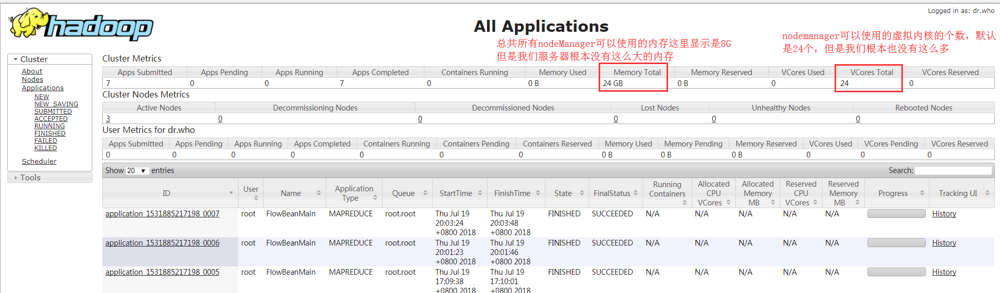 Logged in as: dr.who
hadoop
All Applications
总共所有nodeManager可以使用的内存这里显示是8G
但是我们服务器根本没有这么大的内存
nodemanager可以使用的虚拟内核的个数，默认
是24个，但是我们根本也没有这么多
Cluster
About
Nodes
Applications
NEW
NEW_SAVING
SUBMITTED
ACCEPTED
RUNNING
FINISHED
FAILED
KILLED
Scheduler
Tools
Cluster Metrics
Apps Submitted Apps Pending Apps Running Apps Completed Containers Running Memory Used Memory Total Memory Reserved VCores Used VCores Total VCores Reserved
7 0 0 7 0 0 B 24 GB 0 B 0 24 0
Cluster Nodes Metrics
Active Nodes Decommissioning Nodes Decommissioned Nodes Lost Nodes Unhealthy Nodes Rebooted Nodes
3 0 0 0 0 0
User Metrics for dr.who
Apps Submitted Apps Pending Apps Running Apps Completed Containers Running Containers Pending Containers Reserved Memory Used Memory Pending Memory Reserved VCores Used VCores Pending VCores Reserved
0 0 0 0 0 0 0 0 B 0 B 0 B 0 0 0
Show 20 entries Search:
ID User Name Application Type Queue StartTime FinishTime State FinalStatus Running Containers Allocated CPU VCores Allocated Memory MB Reserved CPU VCores Reserved Memory MB Progress Tracking UI
application_1531885217198_0007 root FlowBeanMain MAPREDUCE root.root Thu Jul 19 20:03:24 +0800 2018 Thu Jul 19 20:03:48 +0800 2018 FINISHED SUCCEEDED N/A N/A N/A N/A N/A History
application_1531885217198_0006 root FlowBeanMain MAPREDUCE root.root Thu Jul 19 20:01:23 +0800 2018 Thu Jul 19 20:01:46 +0800 2018 FINISHED SUCCEEDED N/A N/A N/A N/A N/A History
application_1531885217198_0005 root FlowBeanMain MAPREDUCE root.root Thu Jul 19 17:09:38 +0800 2018 Thu Jul 19 17:10:01 +0800 2018 FINISHED SUCCEEDED N/A N/A N/A N/A N/A History